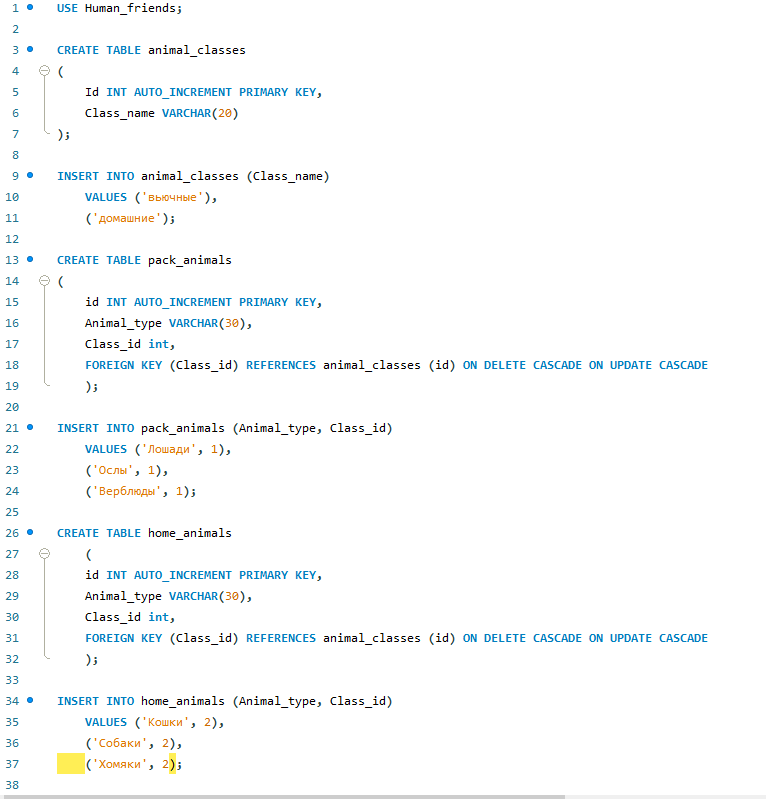 1 USE Human_friends;
2
3 CREATE TABLE animal_classes
4 (
5 Id INT AUTO_INCREMENT PRIMARY KEY,
6 Class_name VARCHAR(20)
7 );
8
9 INSERT INTO animal_classes (Class_name)
10 VALUES ('вьючные'),
11 ('домашние');
12
13 CREATE TABLE pack_animals
14 (
15 id INT AUTO_INCREMENT PRIMARY KEY,
16 Animal_type VARCHAR(30),
17 Class_id int,
18 FOREIGN KEY (Class_id) REFERENCES animal_classes (id) ON DELETE CASCADE ON UPDATE CASCADE
19 );
20
21 INSERT INTO pack_animals (Animal_type, Class_id)
22 VALUES ('Лошади', 1),
23 ('Ослы', 1),
24 ('Верблюды', 1);
25
26 CREATE TABLE home_animals
27 (
28 id INT AUTO_INCREMENT PRIMARY KEY,
29 Animal_type VARCHAR(30),
30 Class_id int,
31 FOREIGN KEY (Class_id) REFERENCES animal_classes (id) ON DELETE CASCADE ON UPDATE CASCADE
32 );
33
34 INSERT INTO home_animals (Animal_type, Class_id)
35 VALUES ('Кошки', 2),
36 ('Собаки', 2),
37 ('Хомяки', 2);
38